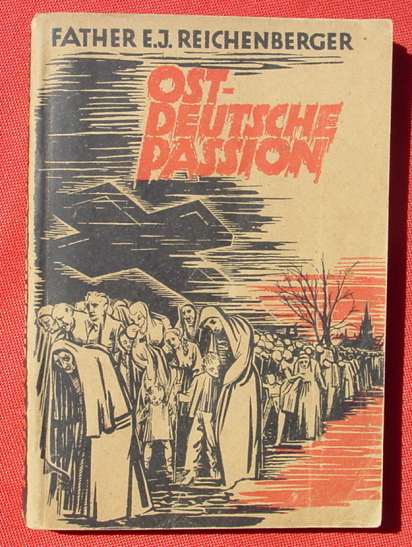 FATHER E.J. REICHENBERGER
OST-
DEUTSCHE
PASSION